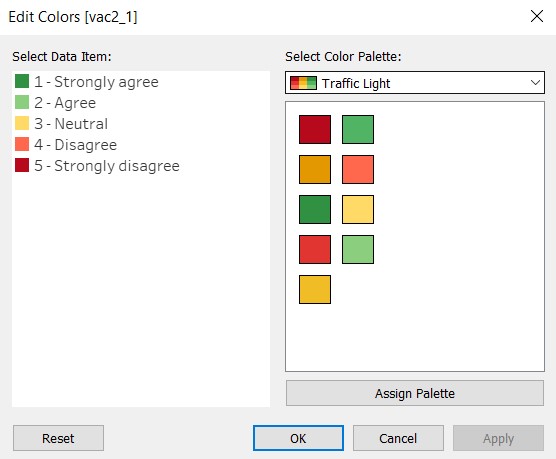 Edit Colors [vac2_1]
Select Data Item:
1 - Strongly agree
2 - Agree
3 - Neutral
4 - Disagree
5 - Strongly disagree
Select Color Palette:
Traffic Light
Assign Palette
Reset
OK
Cancel
Apply